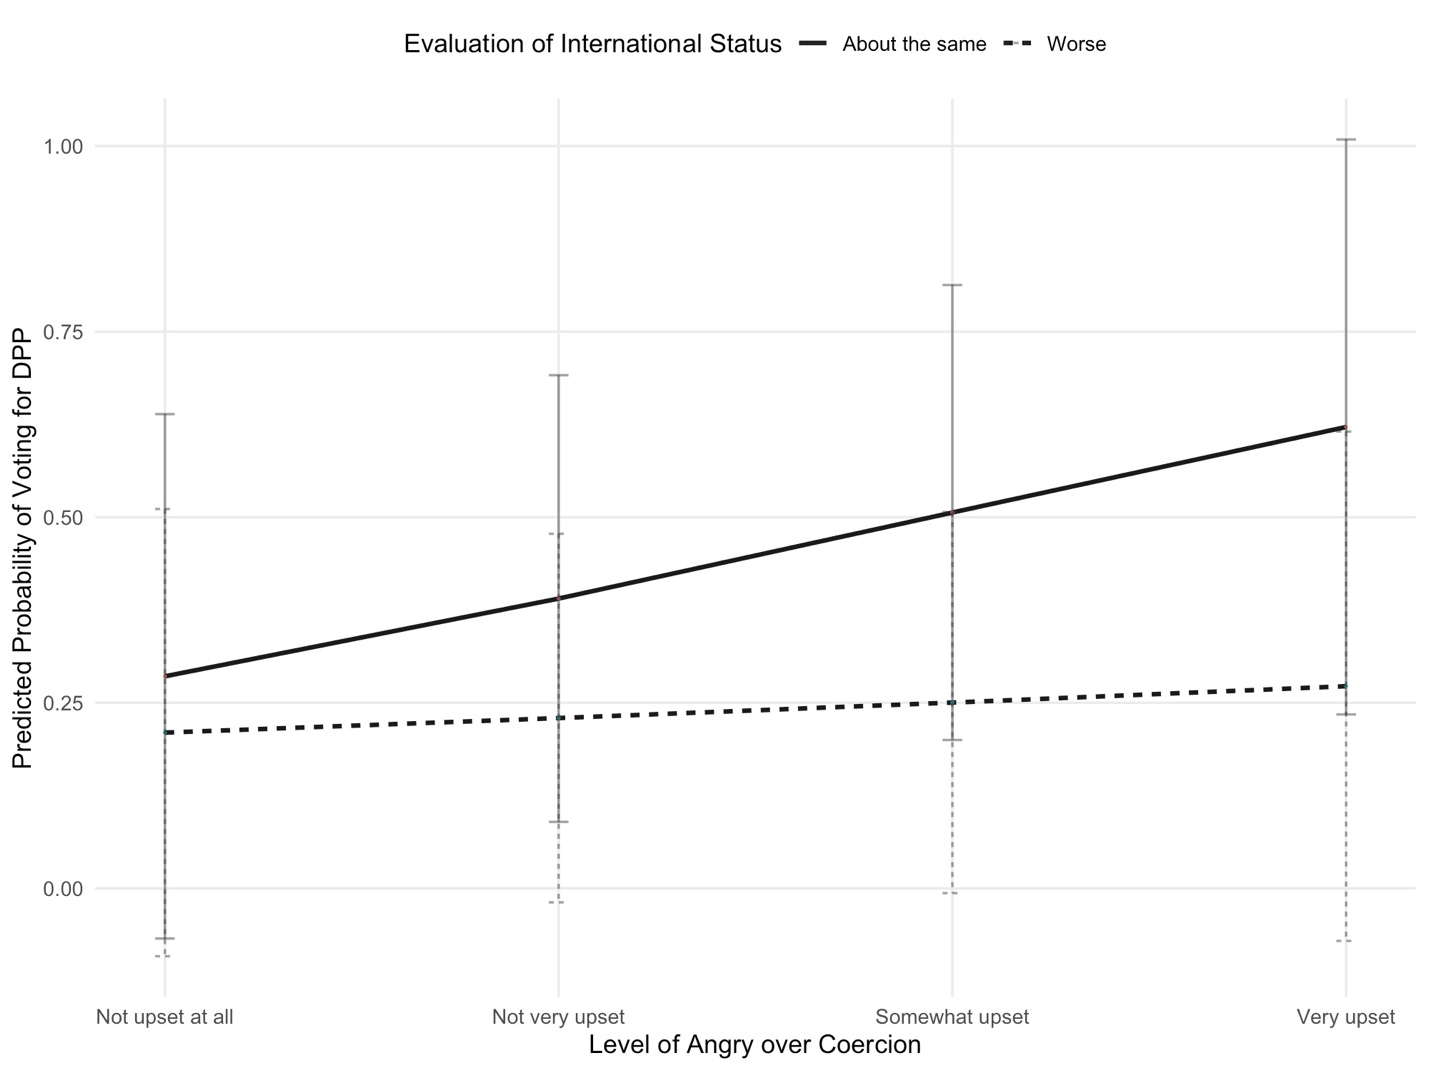 Evaluation of International Status About the same Worse
Predicted Probability of Voting for DPP
1.00
0.75
0.50
0.25
0.00
Not upset at all Not very upset Somewhat upset Very upset
Level of Angry over Coercion